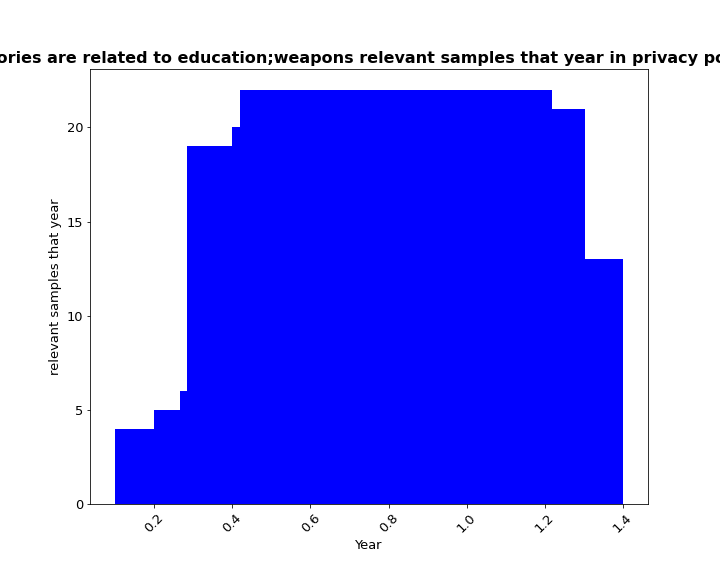 ories are related to education;weapons relevant samples that year in privacy po
20
15
10
5
0
relevant samples that year
0.2 0.4 0.6 0.8 1.0 1.2 1.4
Year